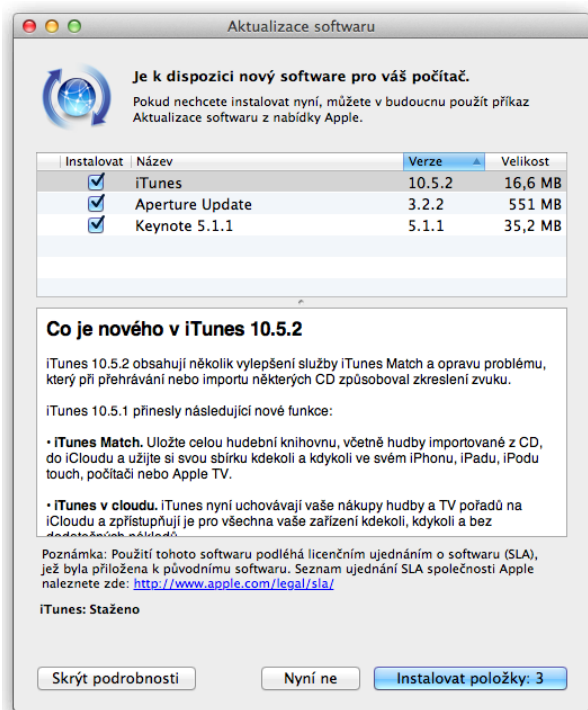 Aktualizace softwaru
Je k dispozici nový software pro váš počítač.
Pokud nechcete instalovat nyní, můžete v budoucnu použít příkaz
Aktualizace softwaru z nabídky Apple.
Instalovat Název Verze Velikost
iTunes 10.5.2 16,6 MB
Aperture Update 3.2.2 551 MB
Keynote 5.1.1 5.1.1 35,2 MB
Co je nového v iTunes 10.5.2
iTunes 10.5.2 obsahují několik vylepšení služby iTunes Match a opravu problému,
který při přehrávání nebo importu některých CD způsoboval zkreslení zvuku.
iTunes 10.5.1 přinesly následující nové funkce:
• iTunes Match. Uložte celou hudební knihovnu, včetně hudby importované z CD,
do iCloudu a užijte si svou sbírku kdekoli a kdykoli ve svém iPhonu, iPadu, iPodu
touch, počítači nebo Apple TV.
• iTunes v cloudu. iTunes nyní uchovávají vaše nákupy hudby a TV pořadů na
iCloudu a zpřístupňují je pro všechna vaše zařízení kdekoli, kdykoli a bez
dodatečných nákladů.
Poznámka: Použití tohoto softwaru podléhá licenčním ujednáním o softwaru (SLA),
jež byla přiložena k původnímu softwaru. Seznam ujednání SLA společnosti Apple
naleznete zde: http://www.apple.com/legal/sla/
iTunes: Staženo
Skrýt podrobnosti Nyní ne Instalovat položky: 3